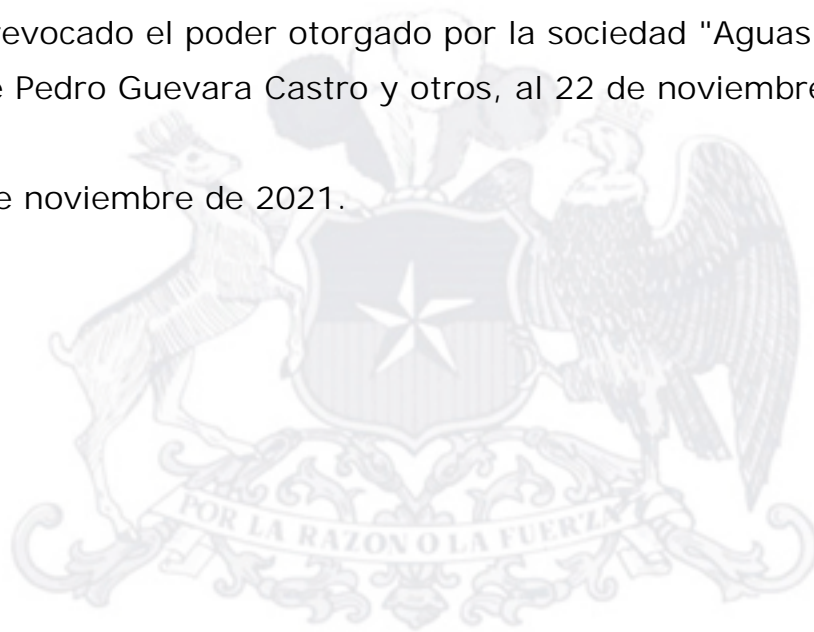 revocado el poder otorgado por la sociedad "Aguas
Pedro Guevara Castro y otros, al 22 de noviembre
noviembre de 2021.
POR LA RAZON O LA FUERZA